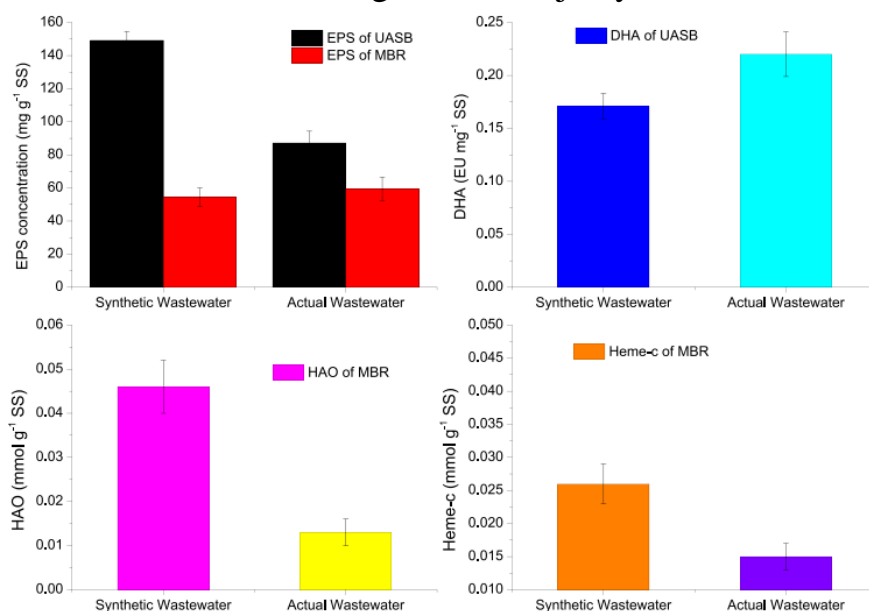 160
140
120
100
80
60
40
20
0
EPS concentration (mg g⁻¹ SS)
EPS of UASB
EPS of MBR
Synthetic Wastewater Actual Wastewater
0.25
0.20
0.15
0.10
0.05
0.00
DHA (EU mg⁻¹ SS)
DHA of UASB
Synthetic Wastewater Actual Wastewater
0.06
0.05
0.04
0.03
0.02
0.01
0.00
HAO (mmol g⁻¹ SS)
HAO of MBR
Synthetic Wastewater Actual Wastewater
0.050
0.045
0.040
0.035
0.030
0.025
0.020
0.015
0.010
Heme-c (mmol g⁻¹ SS)
Heme-c of MBR
Synthetic Wastewater Actual Wastewater